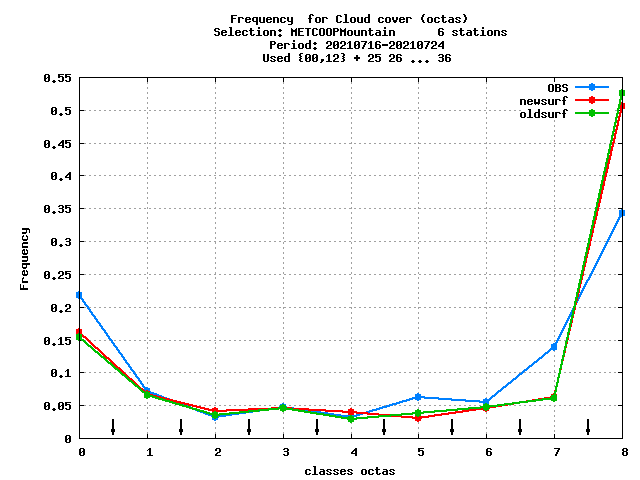 Frequency  for Cloud cover (octas)
Selection: METCOOPMountain      6 stations
Period: 20210716-20210724
Used {00,12} + 25 26 ... 36
OBS
newsurf
oldsurf
0.55
0.5
0.45
0.4
0.35
0.3
0.25
0.2
0.15
0.1
0.05
0
Frequency
0 1 2 3 4 5 6 7 8
classes octas